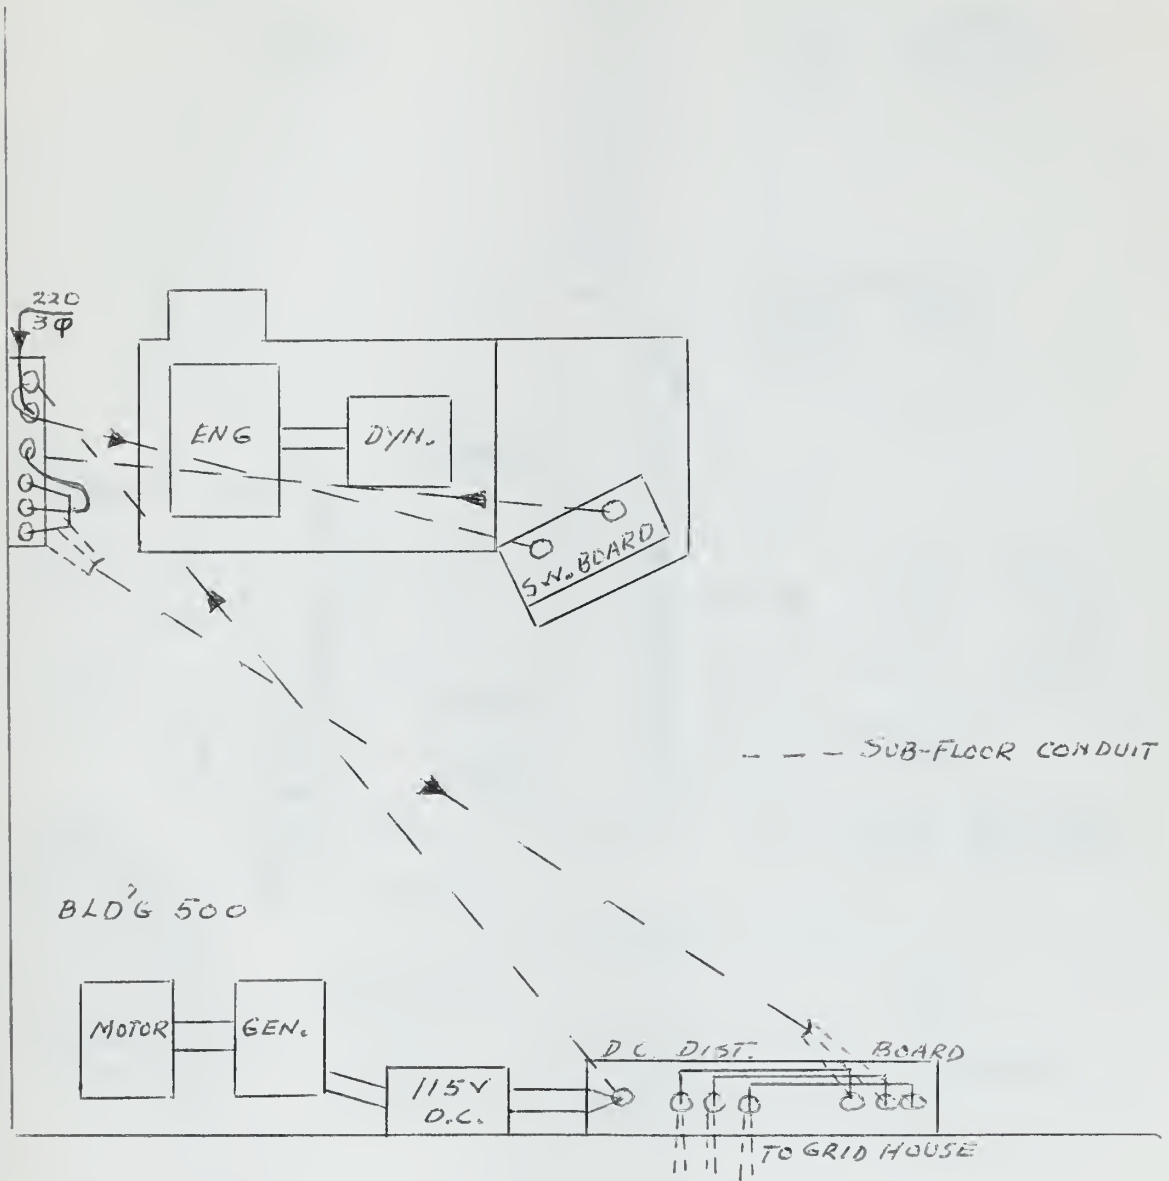 220
3φ
ENG
DYN.
SW. BOARD
- - - SUB-FLOOR CONDUIT
BLD'G 500
MOTOR
GEN.
115V
D.C.
D.C. DIST. BOARD
TO GRID HOUSE